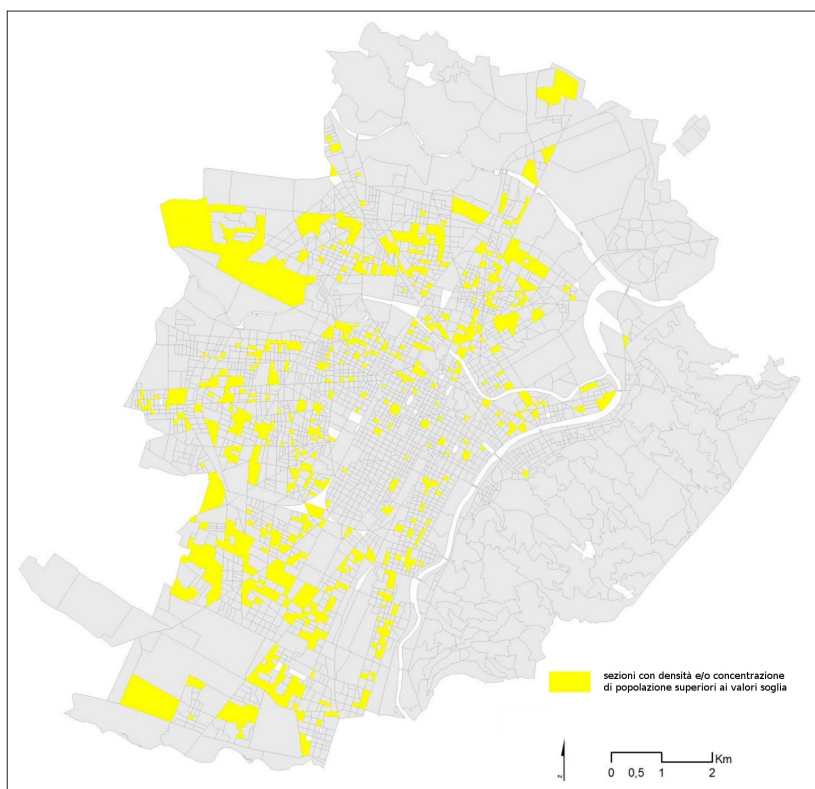 sezioni con densità e/o concentrazione
di popolazione superiori ai valori soglia
Km
0 0,5 1 2
z